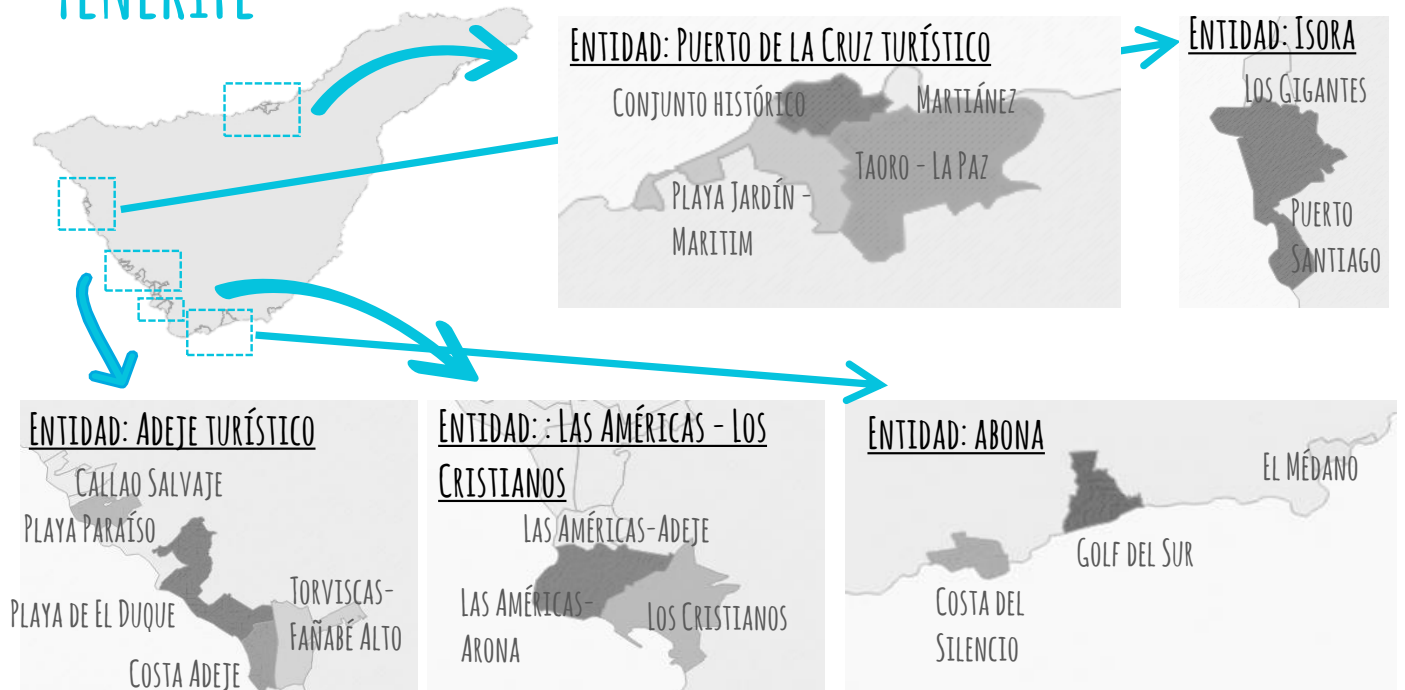 TENERIFE
ENTIDAD: PUERTO DE LA CRUZ TURÍSTICO
CONJUNTO HISTÓRICO
MARTIÁNEZ
TAORO - LA PAZ
PLAYA JARDÍN -
MARITIM
ENTIDAD: ISORA
LOS GIGANTES
PUERTO
SANTIAGO
ENTIDAD: ADEJE TURÍSTICO
CALLAO SALVAJE
PLAYA PARAÍSO
PLAYA DE EL DUQUE
TORVISCAS-
FAÑABÉ ALTO
COSTA ADEJE
ENTIDAD: : LAS AMÉRICAS - LOS
CRISTIANOS
LAS AMÉRICAS-ADEJE
LAS AMÉRICAS-
ARONA
LOS CRISTIANOS
ENTIDAD: ABONA
EL MÉDANO
GOLF DEL SUR
COSTA DEL
SILENCIO